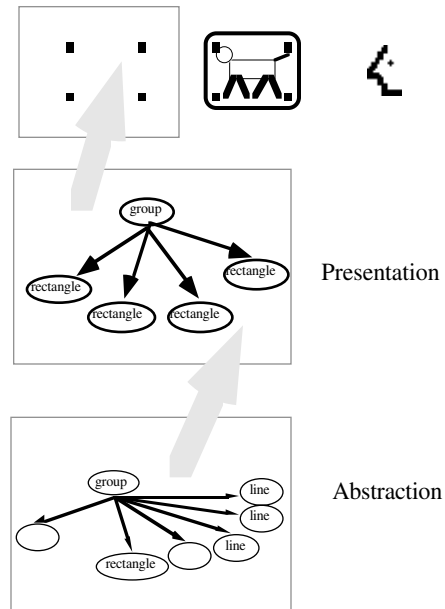 group
rectangle
rectangle
rectangle
rectangle
Presentation
group
line
line
line
rectangle
Abstraction